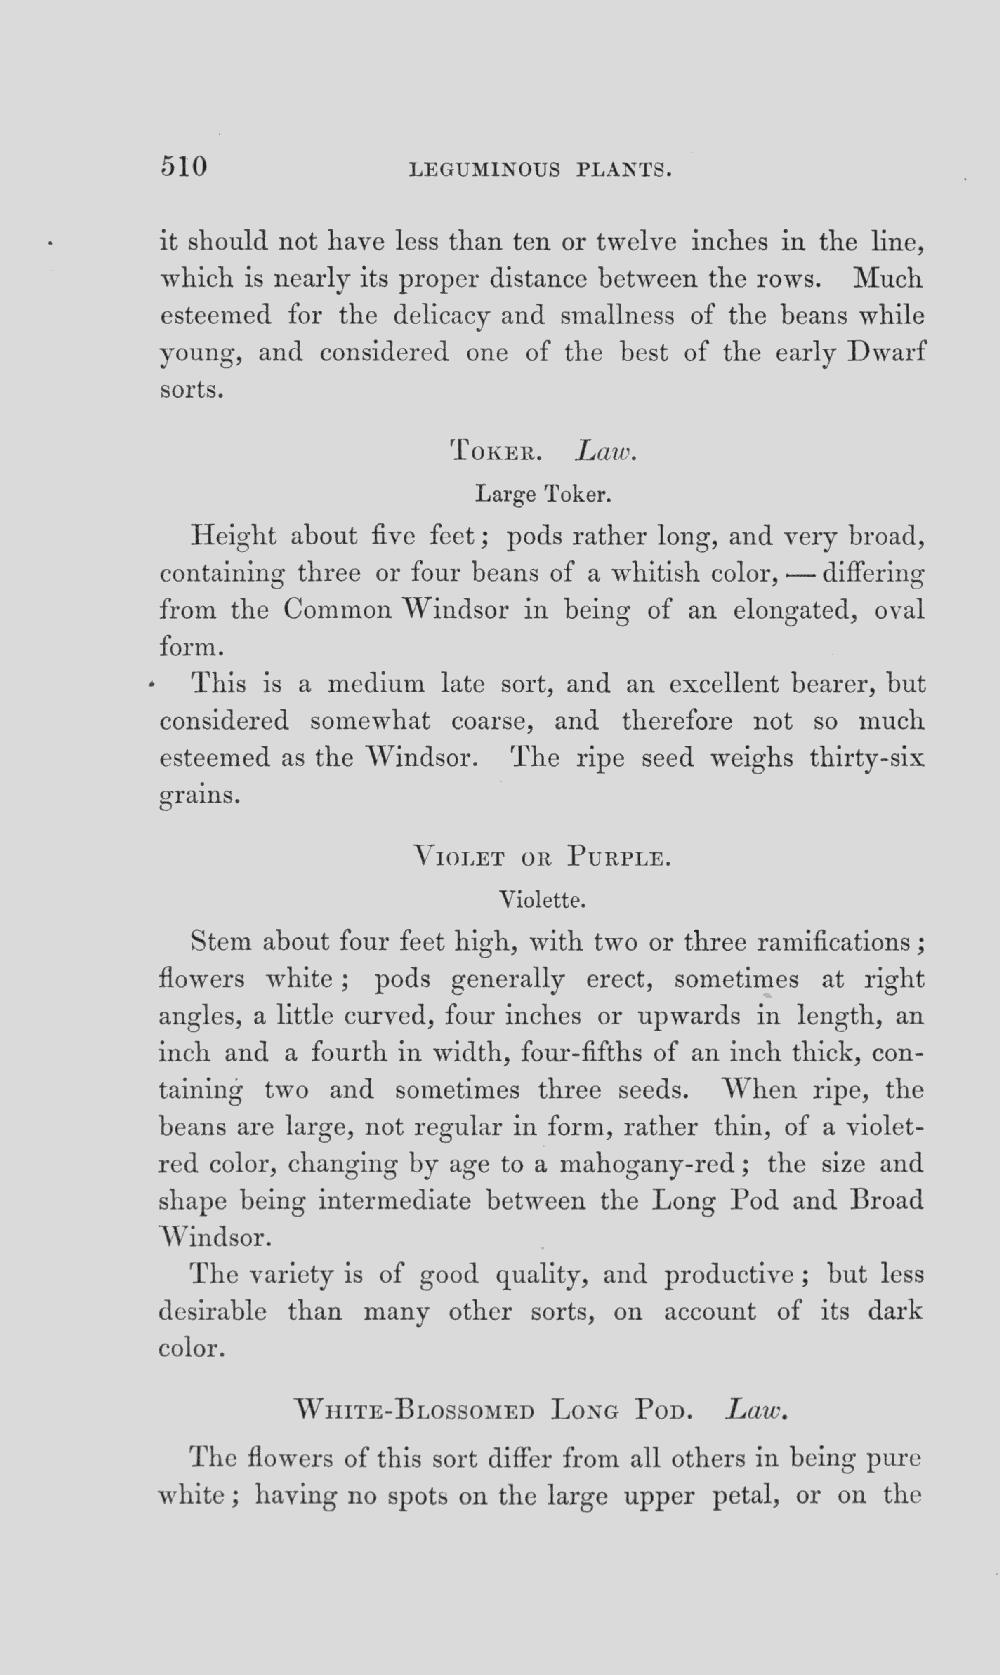 510 LEGUMINOUS PLANTS.
it should not have less than ten or twelve inches in the line,
which is nearly its proper distance between the rows. Much
esteemed for the delicacy and smallness of the beans while
young, and considered one of the best of the early Dwarf
sorts.
TOKER. Law.
Large Toker.
Height about five feet; pods rather long, and very broad,
containing three or four beans of a whitish color, — differing
from the Common Windsor in being of an elongated, oval
form.
This is a medium late sort, and an excellent bearer, but
considered somewhat coarse, and therefore not so much
esteemed as the Windsor. The ripe seed weighs thirty-six
grains.
VIOLET OR PURPLE.
Violette.
Stem about four feet high, with two or three ramifications;
flowers white; pods generally erect, sometimes at right
angles, a little curved, four inches or upwards in length, an
inch and a fourth in width, four-fifths of an inch thick, con-
taining two and sometimes three seeds. When ripe, the
beans are large, not regular in form, rather thin, of a violet-
red color, changing by age to a mahogany-red; the size and
shape being intermediate between the Long Pod and Broad
Windsor.
The variety is of good quality, and productive; but less
desirable than many other sorts, on account of its dark
color.
WHITE-BLOSSOMED LONG POD. Law.
The flowers of this sort differ from all others in being pure
white; having no spots on the large upper petal, or on the